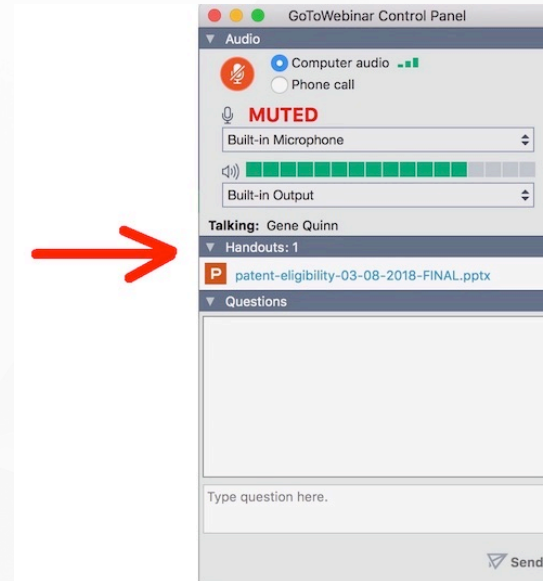 GoToWebinar Control Panel
Audio
Computer audio
Phone call
MUTED
Built-in Microphone
Built-in Output
Talking: Gene Quinn
Handouts: 1
P patent-eligibility-03-08-2018-FINAL.pptx
Questions
Type question here.
Send